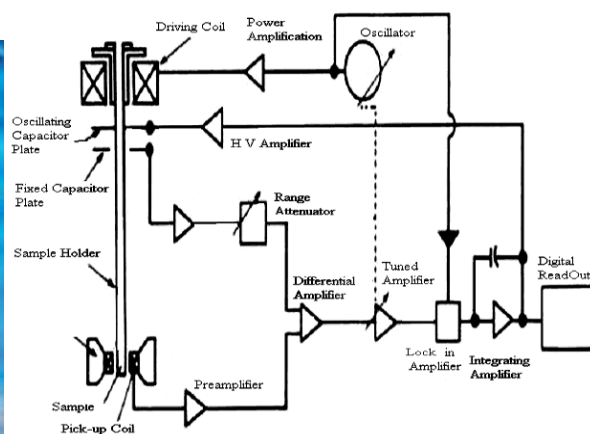 Driving Coil
Power
Amplification
Oscillator
Oscillating
Capacitor
Plate
H V Amplifier
Fixed Capacitor
Plate
Range
Attenuator
Sample Holder
Differential
Amplifier
Tuned
Amplifier
Digital
ReadOut
Lock in
Amplifier
Integrating
Amplifier
Preamplifier
Sample
Pick-up Coil